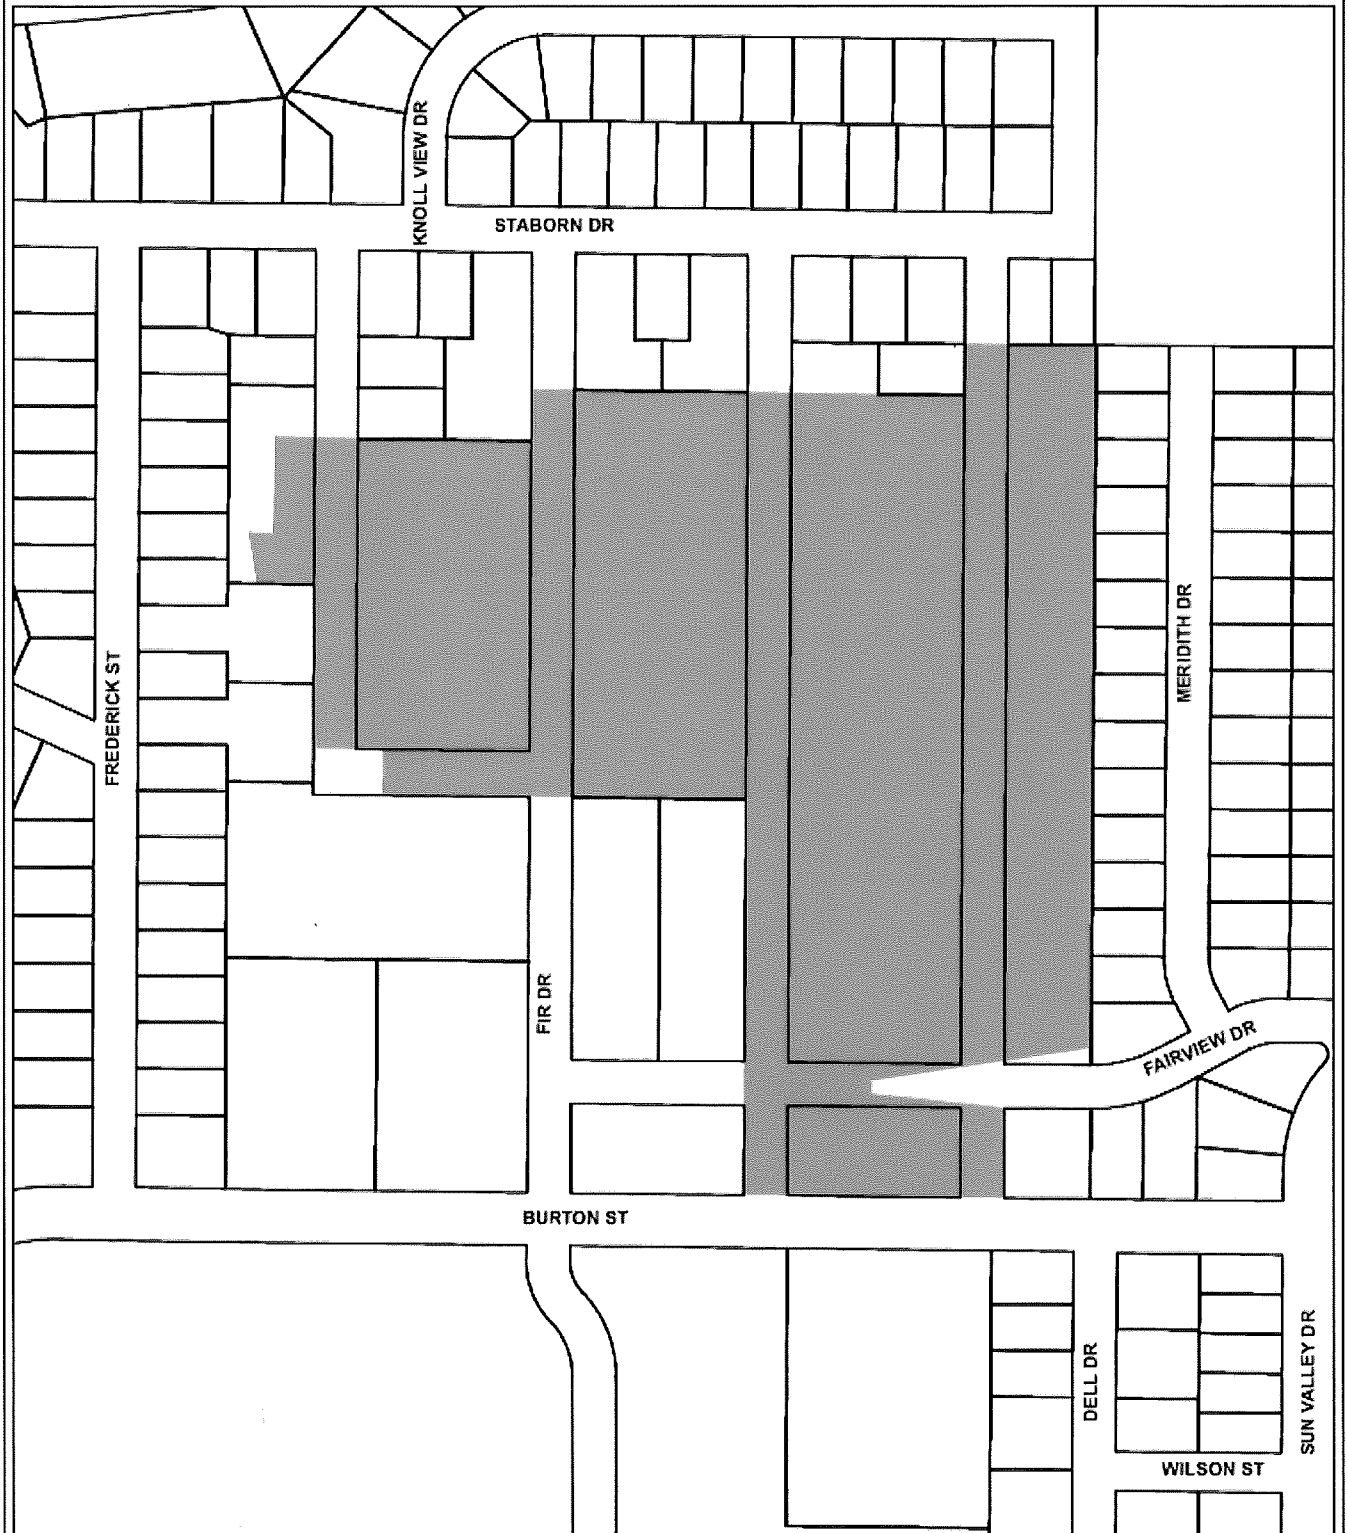 KNOLL VIEW DR
STABORN DR
FREDERICK ST
MERIDITH DR
FIR DR
FAIRVIEW DR
BURTON ST
DELL DR
SUN VALLEY DR
WILSON ST